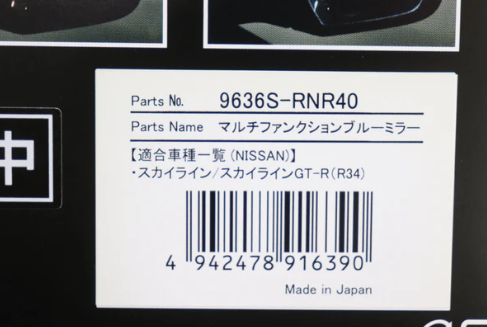 中
Parts No. 9636S-RNR40
Parts Name マルチファンクションブルーミラー
【適合車種一覧(NISSAN)】
・スカイライン/スカイラインGT-R(R34)
4 942478 916390
Made in Japan